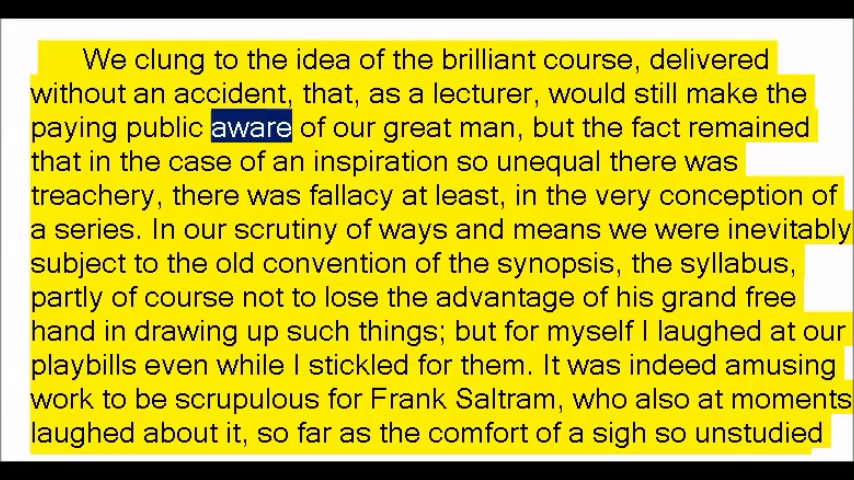 We clung to the idea of the brilliant course, delivered
without an accident, that, as a lecturer, would still make the
paying public aware of our great man, but the fact remained
that in the case of an inspiration so unequal there was
treachery, there was fallacy at least, in the very conception of
a series. In our scrutiny of ways and means we were inevitably
subject to the old convention of the synopsis, the syllabus,
partly of course not to lose the advantage of his grand free
hand in drawing up such things; but for myself I laughed at our
playbills even while I stickled for them. It was indeed amusing
work to be scrupulous for Frank Saltram, who also at moments
laughed about it, so far as the comfort of a sigh so unstudied